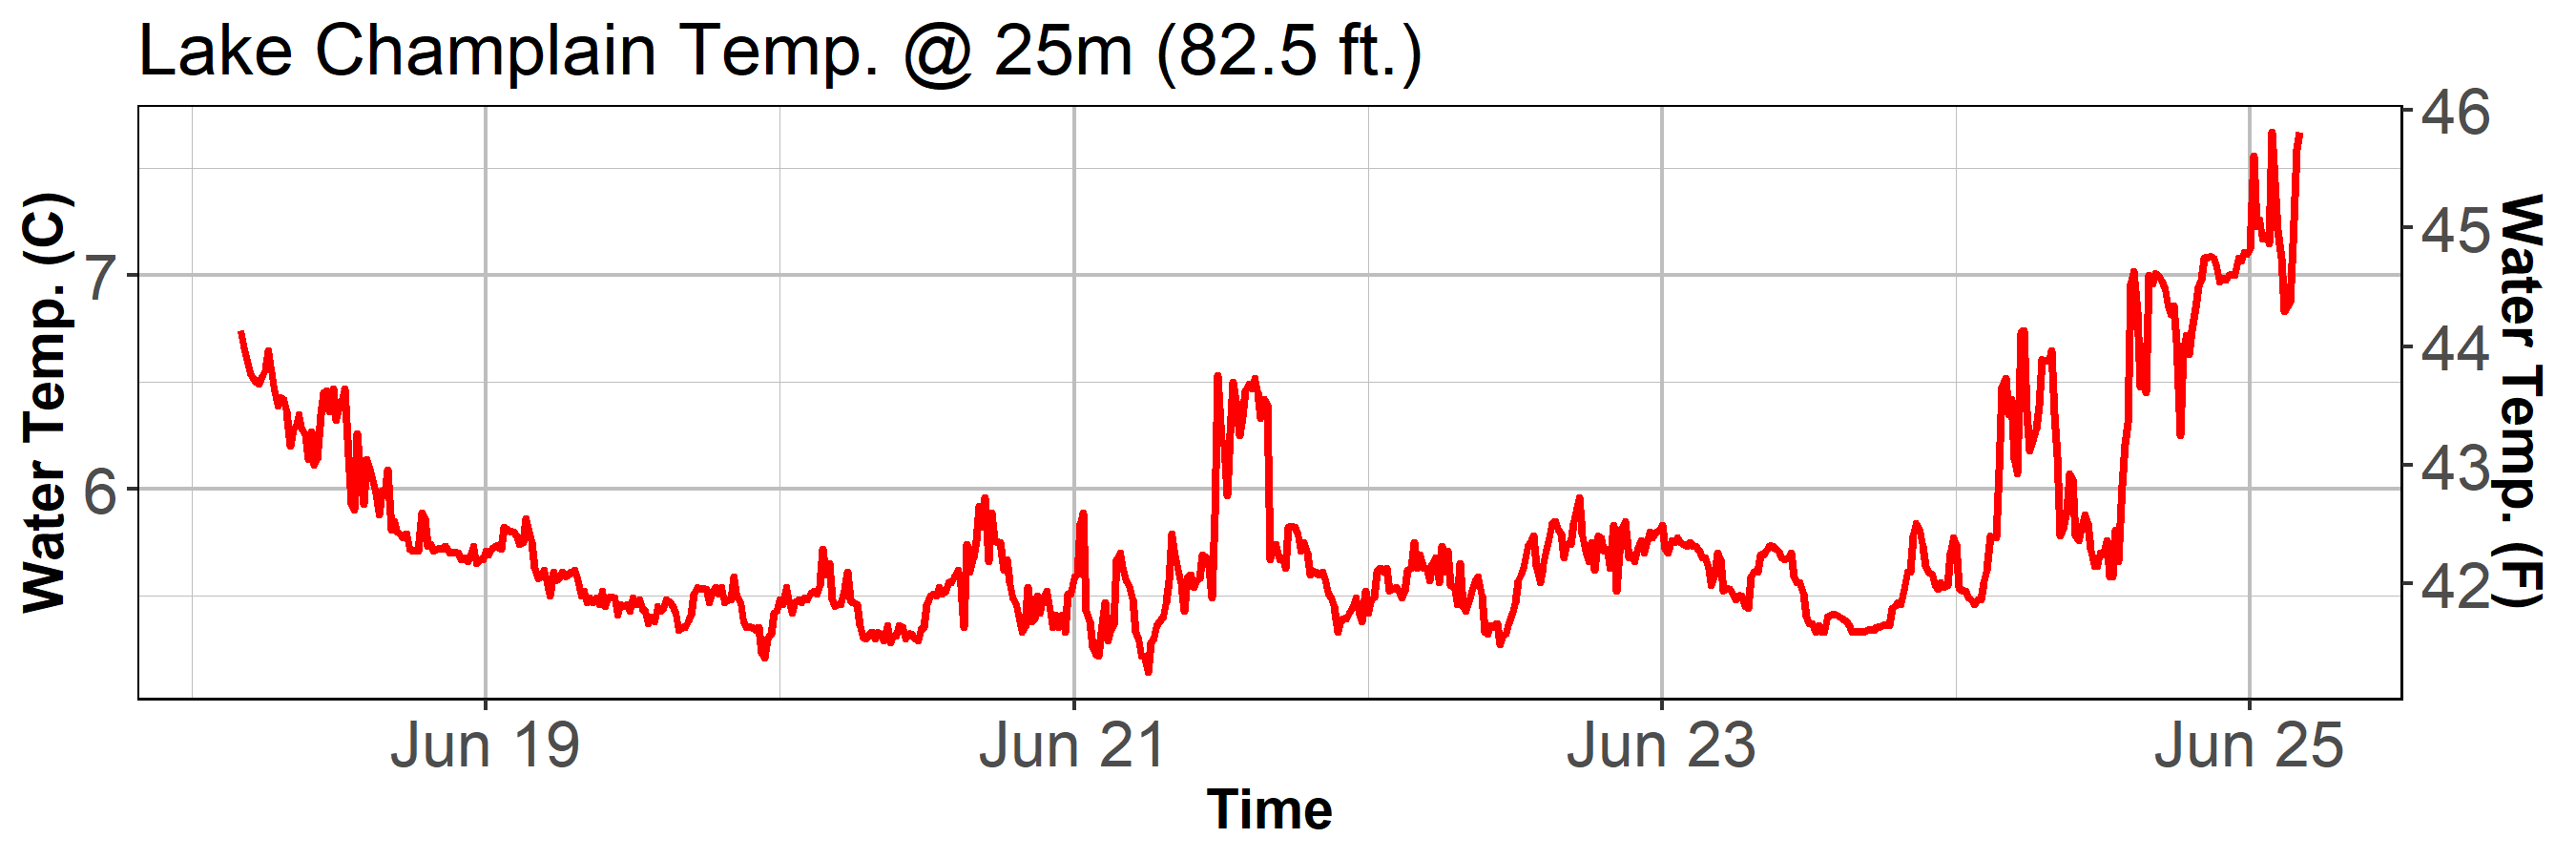 Lake Champlain Temp. @ 25m (82.5 ft.)
Water Temp. (C)
7
6
46
45
44
43
42
Water Temp. (F)
Jun 19
Jun 21
Jun 23
Jun 25
Time